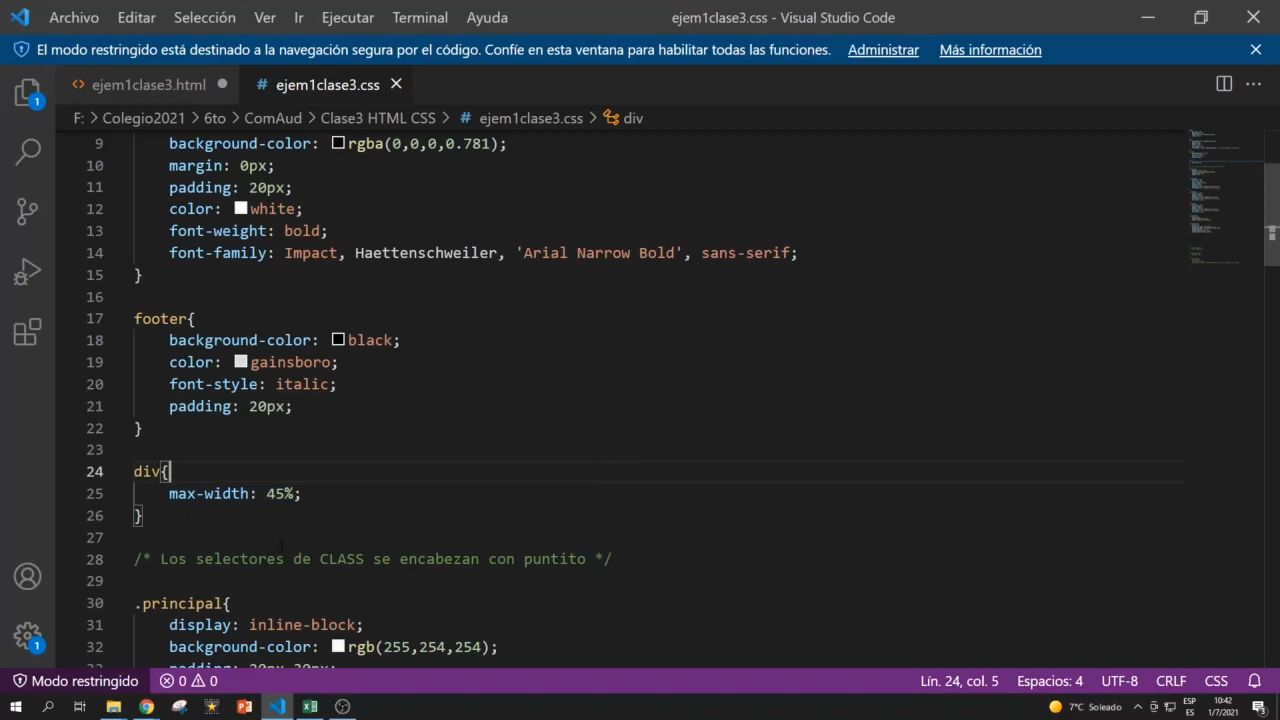 Archivo Editar Selección Ver Ir Ejecutar Terminal Ayuda ejem1clase3.css - Visual Studio Code
El modo restringido está destinado a la navegación segura por el código. Confíe en esta ventana para habilitar todas las funciones. Administrar Más información
ejem1clase3.html # ejem1clase3.css
F: > Colegio2021 > 6to > ComAud > Clase3 HTML CSS > # ejem1clase3.css > div
9 background-color: rgba(0,0,0,0.781);
10 margin: 0px;
11 padding: 20px;
12 color: white;
13 font-weight: bold;
14 font-family: Impact, Haettenschweiler, 'Arial Narrow Bold', sans-serif;
15 }
16
17 footer{
18 background-color: black;
19 color: gainsboro;
20 font-style: italic;
21 padding: 20px;
22 }
23
24 div{
25 max-width: 45%;
26 }
27
28 /* Los selectores de CLASS se encabezan con puntito */
29
30 .principal{
31 display: inline-block;
32 background-color: rgb(255,254,254);
33 padding: 20px 30px;
1
1
Modo restringido 0 0 Lín. 24, col. 5 Espacios: 4 UTF-8 CRLF CSS
7°C Soleado ESP ES 10:42 1/7/2021 3